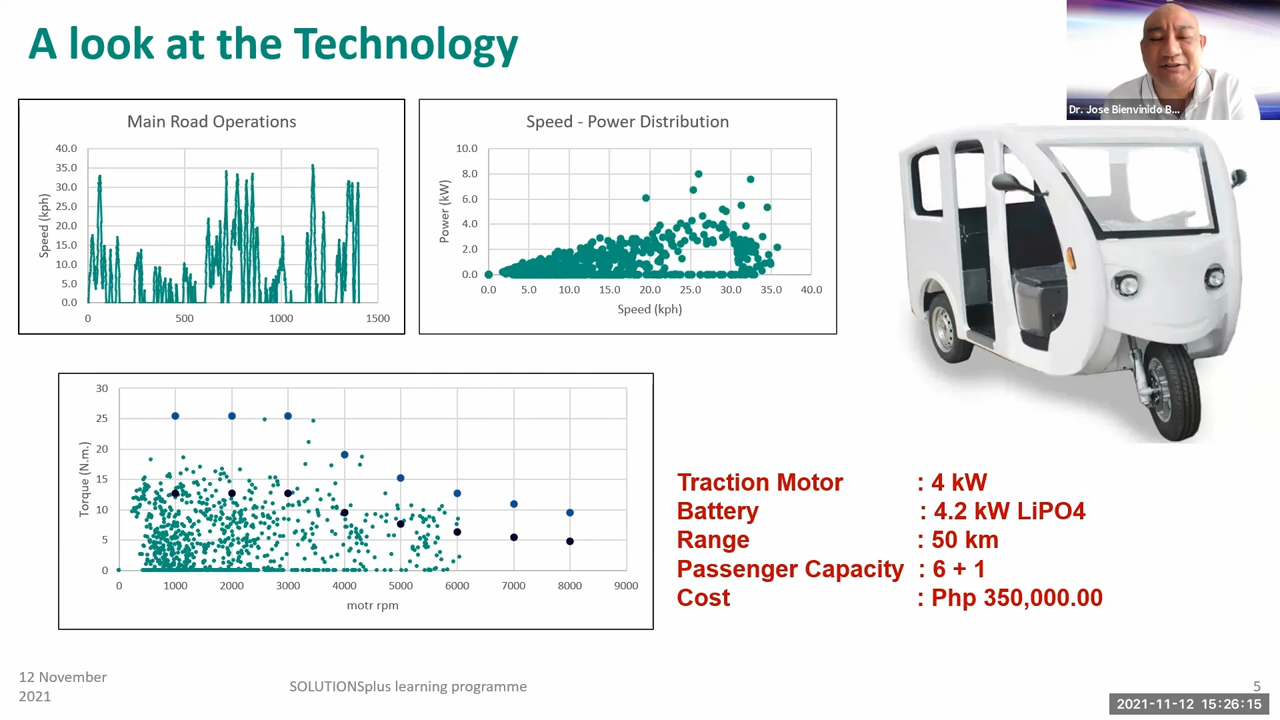 A look at the Technology
Dr. Jose Bienvinido B...
Main Road Operations
Speed (kph)
40.0
35.0
30.0
25.0
20.0
15.0
10.0
5.0
0.0
0 500 1000 1500
Speed - Power Distribution
Power (kW)
10.0
8.0
6.0
4.0
2.0
0.0
0.0 5.0 10.0 15.0 20.0 25.0 30.0 35.0 40.0
Speed (kph)
Torque (N.m.)
30
25
20
15
10
5
0
0 1000 2000 3000 4000 5000 6000 7000 8000 9000
motr rpm
Traction Motor : 4 kW
Battery : 4.2 kW LiPO4
Range : 50 km
Passenger Capacity : 6 + 1
Cost : Php 350,000.00
12 November
2021
SOLUTIONSplus learning programme
5
2021-11-12 15:26:15